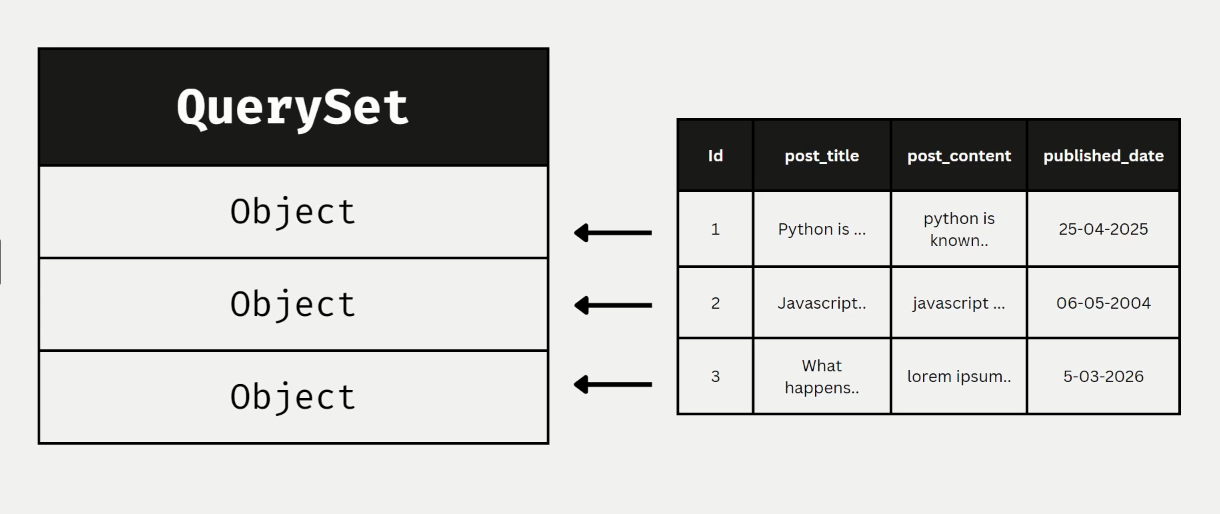 QuerySet
Object
Object
Object
Id post_title post_content published_date
1 Python is ... python is known.. 25-04-2025
2 Javascript.. javascript ... 06-05-2004
3 What happens.. lorem ipsum.. 5-03-2026